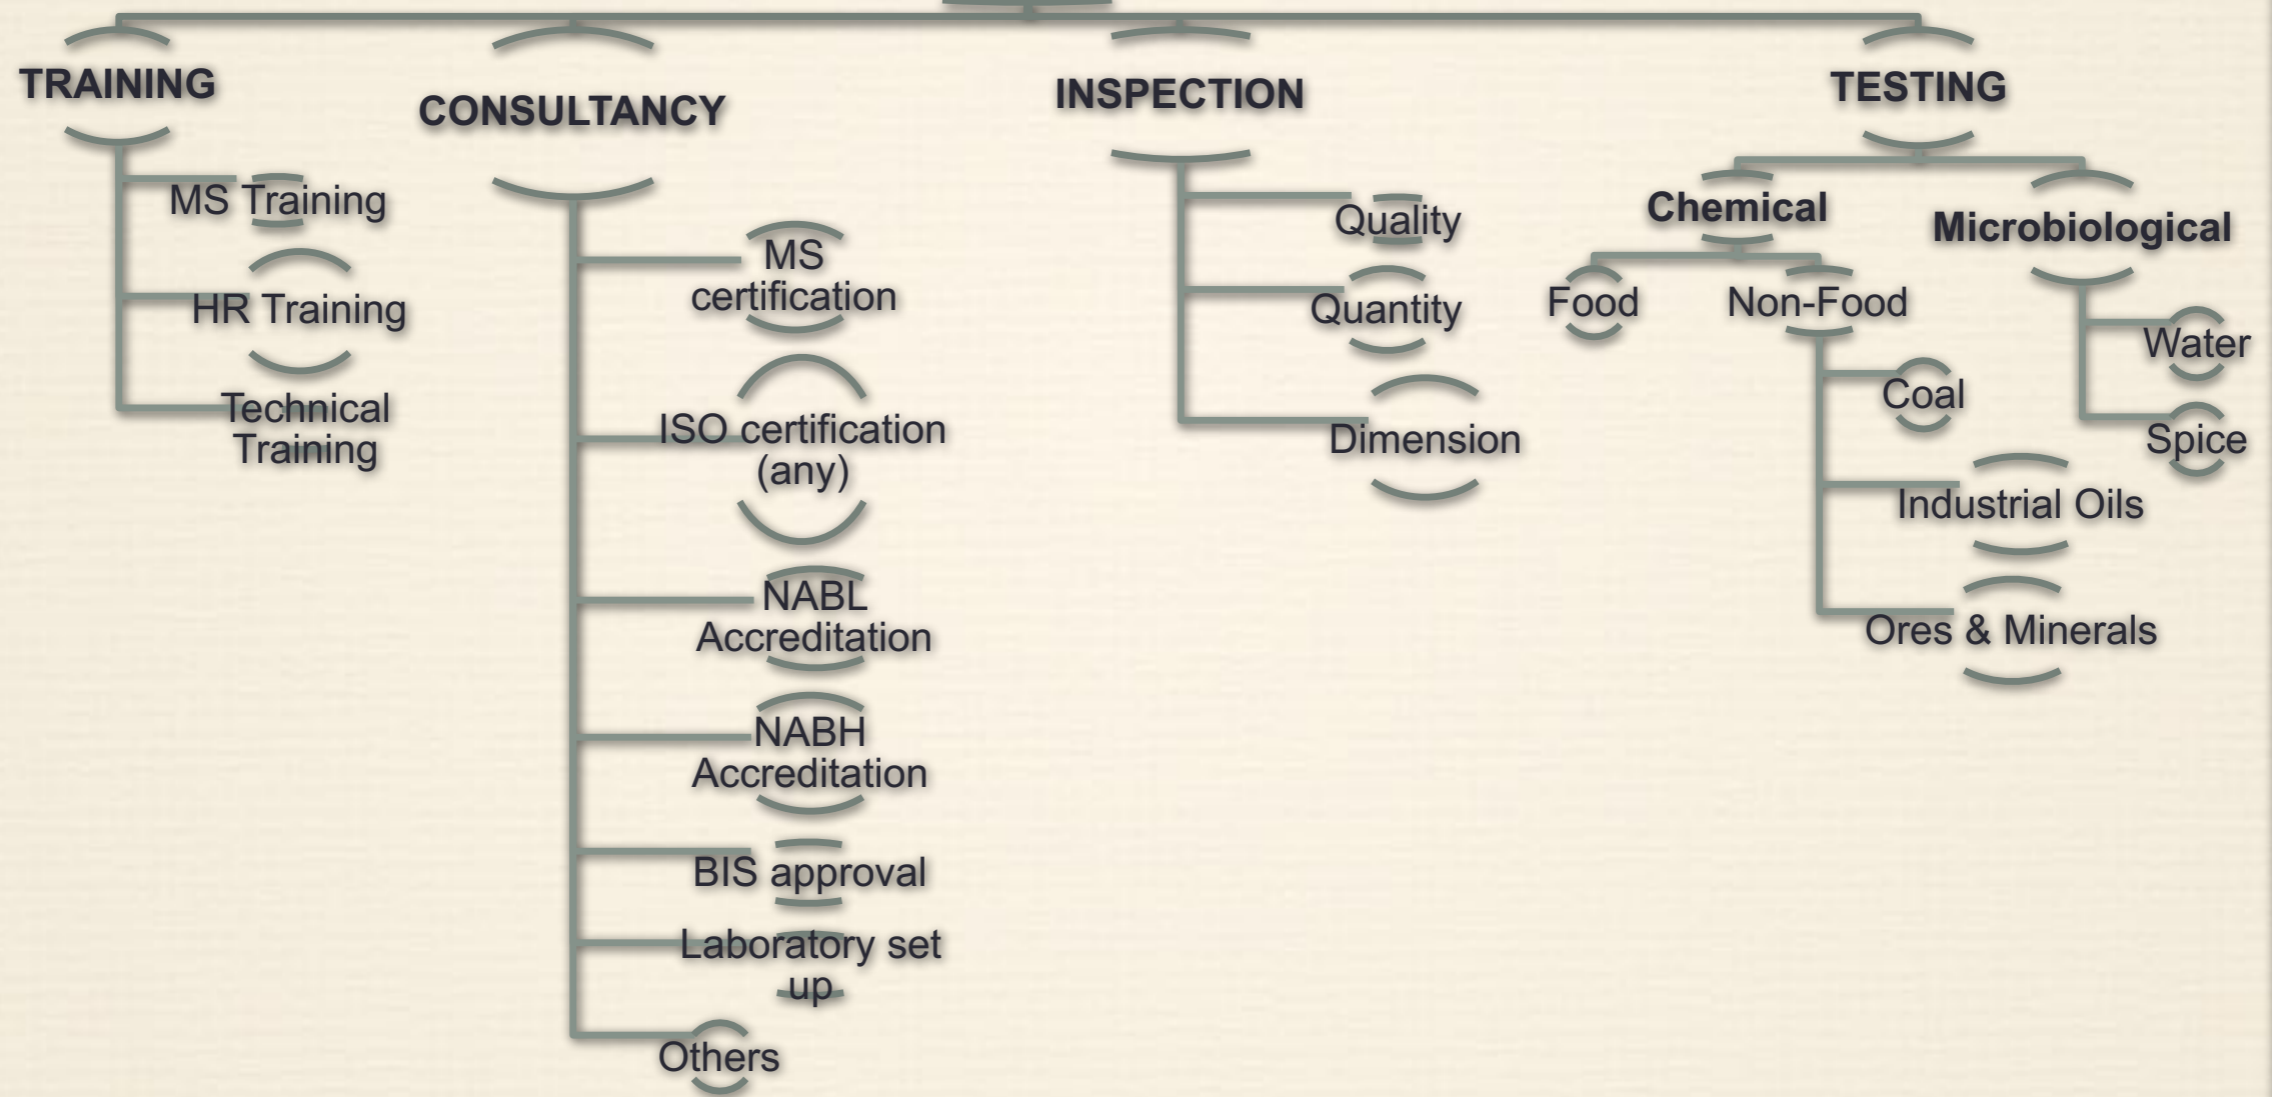 TRAINING
MS Training
HR Training
Technical
Training
CONSULTANCY
MS
certification
ISO certification
(any)
NABL
Accreditation
NABH
Accreditation
BIS approval
Laboratory set
up
Others
INSPECTION
Quality
Quantity
Dimension
TESTING
Chemical
Food
Non-Food
Coal
Industrial Oils
Ores & Minerals
Microbiological
Water
Spice